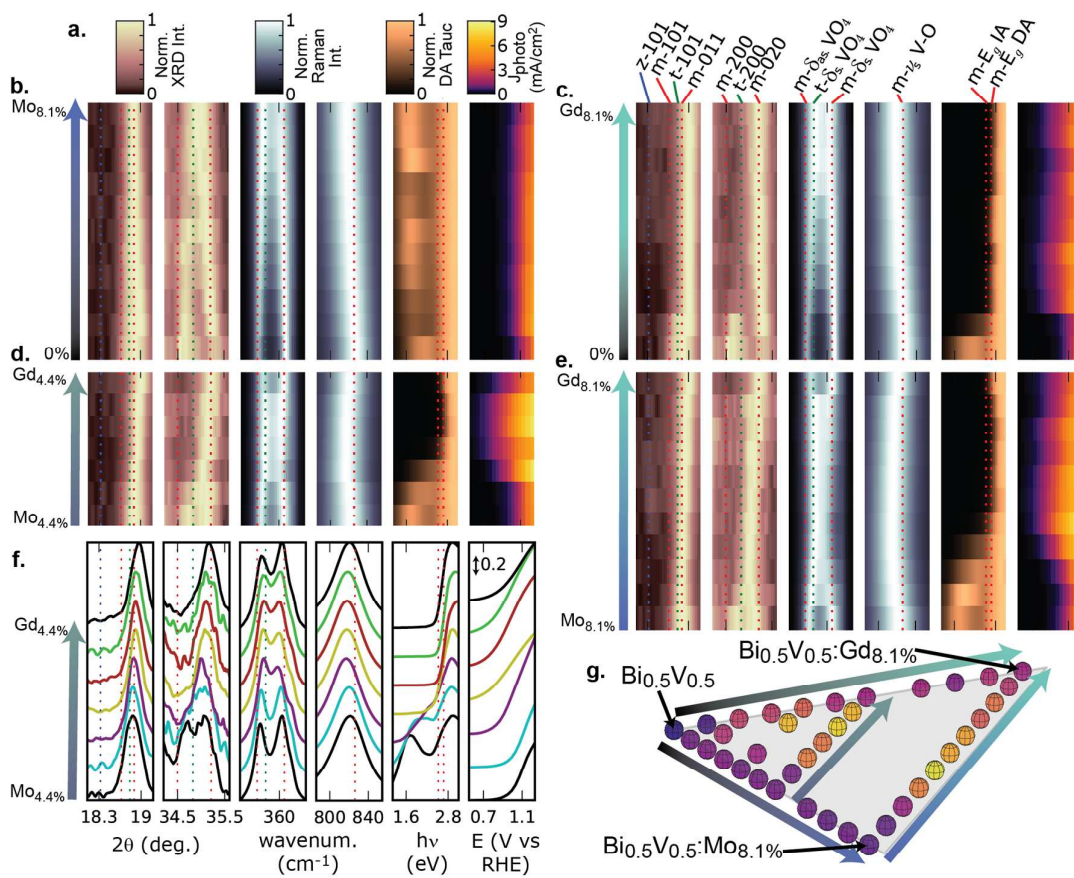 a.
1
0
Norm.
XRD Int.
1
0
Norm.
Raman
Int.
1
0
Norm.
DA Tauc
9
6
3
0
Jphoto
(mA/cm²)
z-101
m-101
t-101
m-011
m-200
t-200
m-020
m-δas VO₄
t-δs VO₄
m-δs VO₄
m-νs V-O
m-Eg IA
m-Eg DA
b.
Mo8.1%
0%
c.
Gd8.1%
0%
d.
Gd4.4%
Mo4.4%
e.
Gd8.1%
Mo8.1%
f.
Gd4.4%
Mo4.4%
0.2
18.3 19
2θ (deg.)
34.5 35.5
360
wavenum.
(cm⁻¹)
800 840
1.6 2.8
hν
(eV)
0.7 1.1
E (V vs
RHE)
g.
Bi0.5V0.5:Gd8.1%
Bi0.5V0.5
Bi0.5V0.5:Mo8.1%